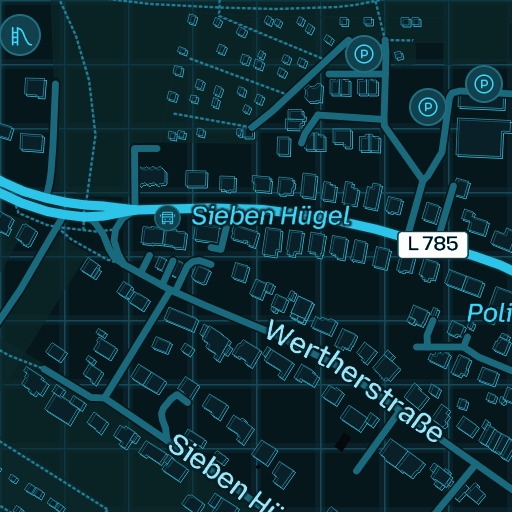 P
P
P
Sieben Hügel
L 785
Poli
Wertherstraße
Sieben Hü